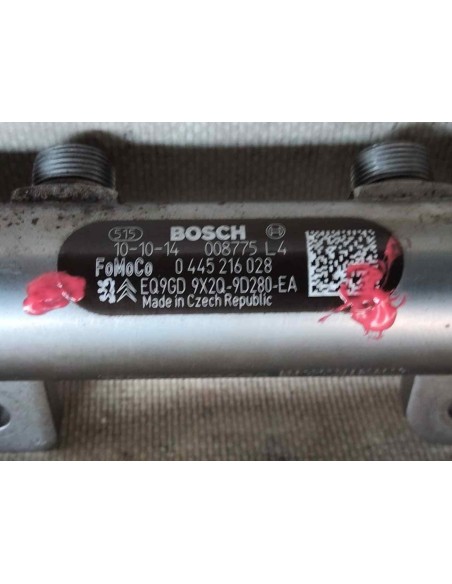 S15 BOSCH
10-10-14 008775 L4
FoMoCo 0 445 216 028
EQ9GD 9X2Q-9D280-EA
Made in Czech Republic